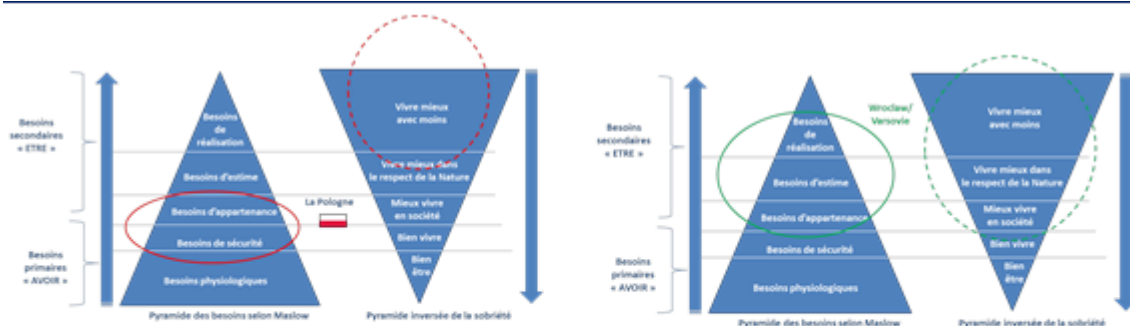 Besoins
secondaires
« ETRE »
Besoins
primaires
« AVOIR »
Besoins
de
réalisation
Besoins d'estime
Besoins d'appartenance
Besoins de sécurité
Besoins physiologiques
Pyramide des besoins selon Maslow
La Pologne
Vivre mieux
avec moins
Vivre mieux dans
le respect de la Nature
Mieux vivre
en société
Bien vivre
Bien
être
Pyramide inversée de la sobriété
Besoins
secondaires
« ETRE »
Besoins
primaires
« AVOIR »
Besoins
de
réalisation
Besoins d'estime
Besoins d'appartenance
Besoins de sécurité
Besoins physiologiques
Pyramide des besoins selon Maslow
Wroclaw/
Varsovie
Vivre mieux
avec moins
Vivre mieux dans
le respect de la Nature
Mieux vivre
en société
Bien vivre
Bien
être
Pyramide inversée de la sobriété